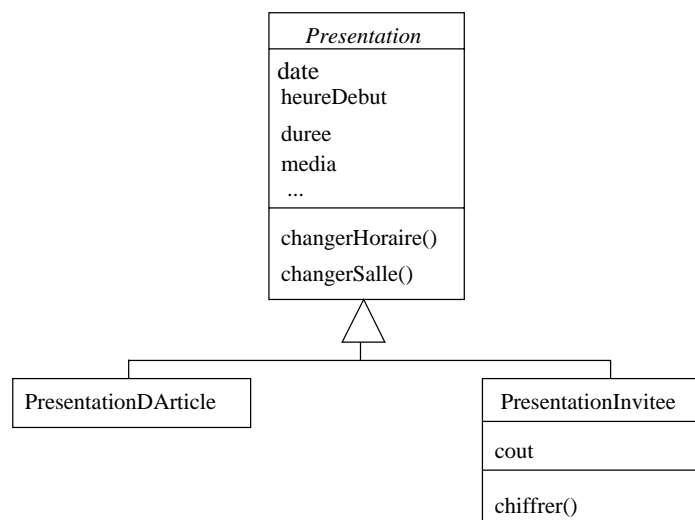 Presentation
date
heureDebut
duree
media
...
changerHoraire()
changerSalle()
PresentationDArticle
PresentationInvitee
cout
chiffrer()